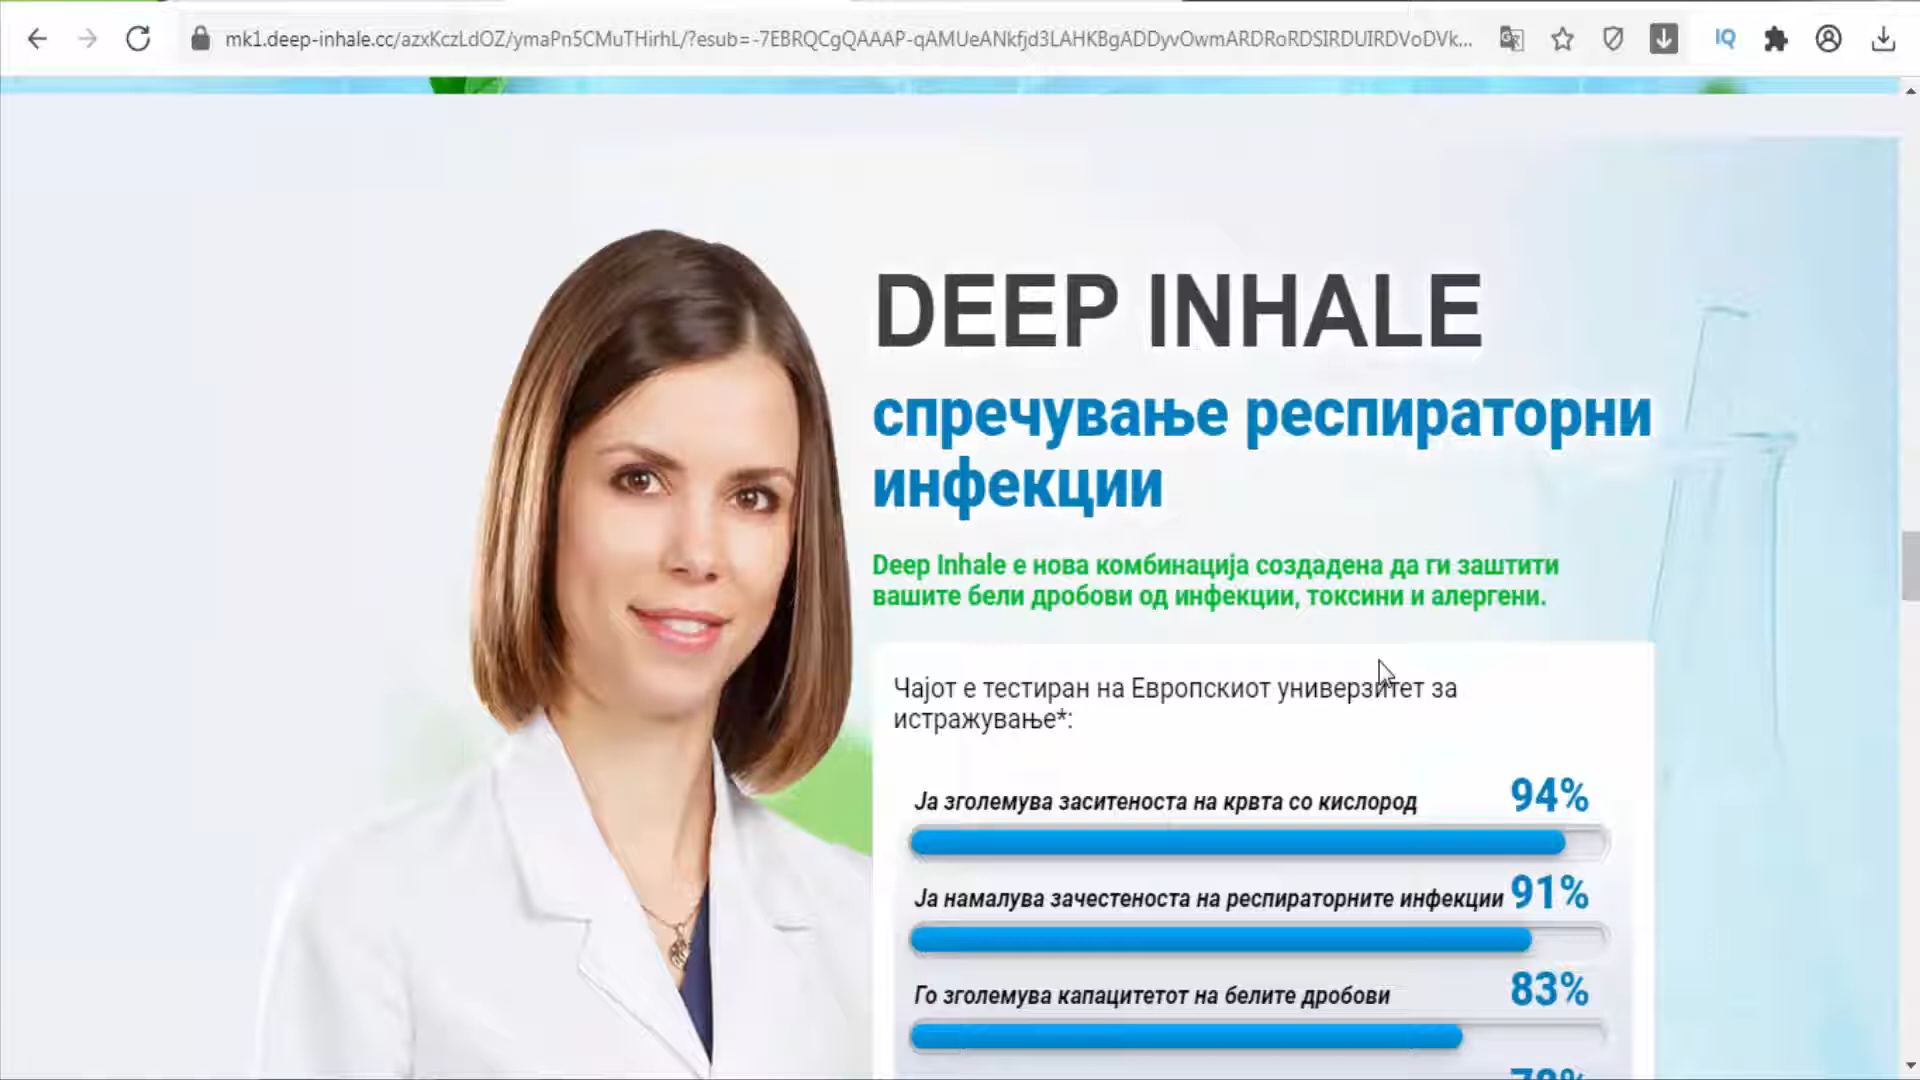 mk1.deep-inhale.cc/azxKczLdOZ/ymaPn5CMuTHirhL/?esub=-7EBRQCgQAAAP-qAMUeANkfjd3LAHKBgADDyvOwmARDRoRDSIRDUIRDVoDVk...
IQ
DEEP INHALE
спречување респираторни
инфекции
Deep Inhale е нова комбинација создадена да ги заштити
вашите бели дробови од инфекции, токсини и алергени.
Чајот е тестиран на Европскиот универзитет за
истражување*:
Ја зголемува заситеноста на крвта со кислород 94%
Ја намалува зачестеноста на респираторните инфекции 91%
Го зголемува капацитетот на белите дробови 83%